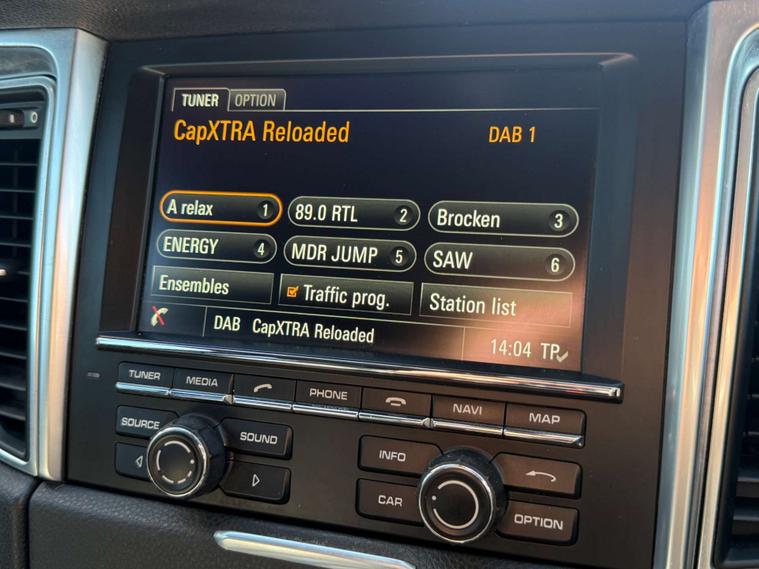 TUNER OPTION
CapXTRA Reloaded DAB 1
A relax 1 89.0 RTL 2 Brocken 3
ENERGY 4 MDR JUMP 5 SAW 6
Ensembles Traffic prog. Station list
DAB CapXTRA Reloaded 14:04 TP
TUNER MEDIA PHONE NAVI MAP
SOURCE SOUND INFO
CAR OPTION